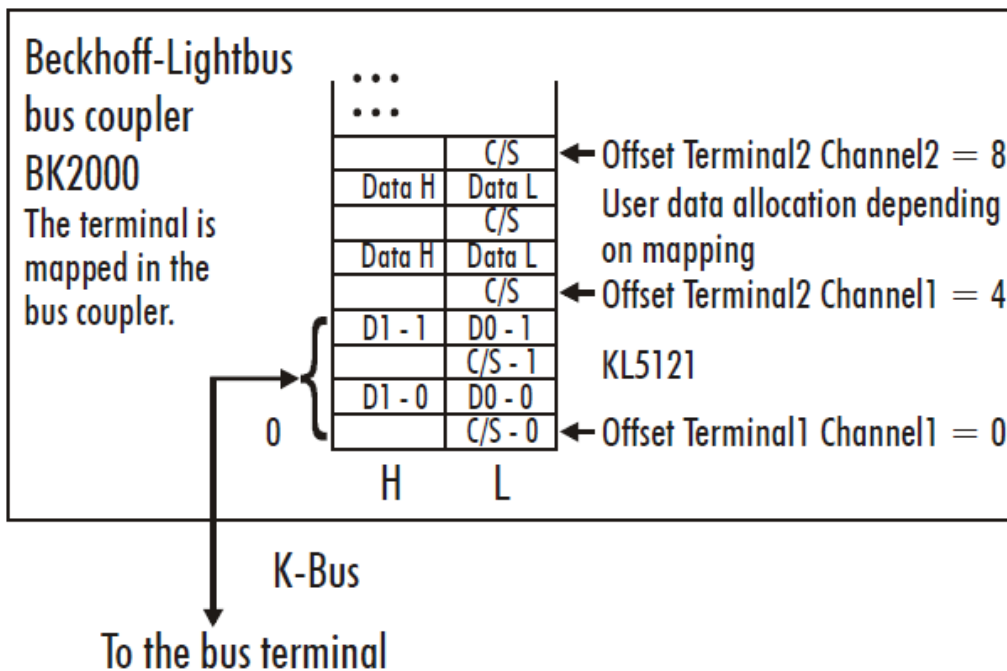 Beckhoff-Lightbus
bus coupler
BK2000
The terminal is
mapped in the
bus coupler.
...
...
C/S
Data H Data L
C/S
Data H Data L
C/S
D1 - 1 D0 - 1
C/S - 1
D1 - 0 D0 - 0
0 C/S - 0
H L
Offset Terminal2 Channel2 = 8
User data allocation depending
on mapping
Offset Terminal2 Channel1 = 4
KL5121
Offset Terminal1 Channel1 = 0
K-Bus
To the bus terminal